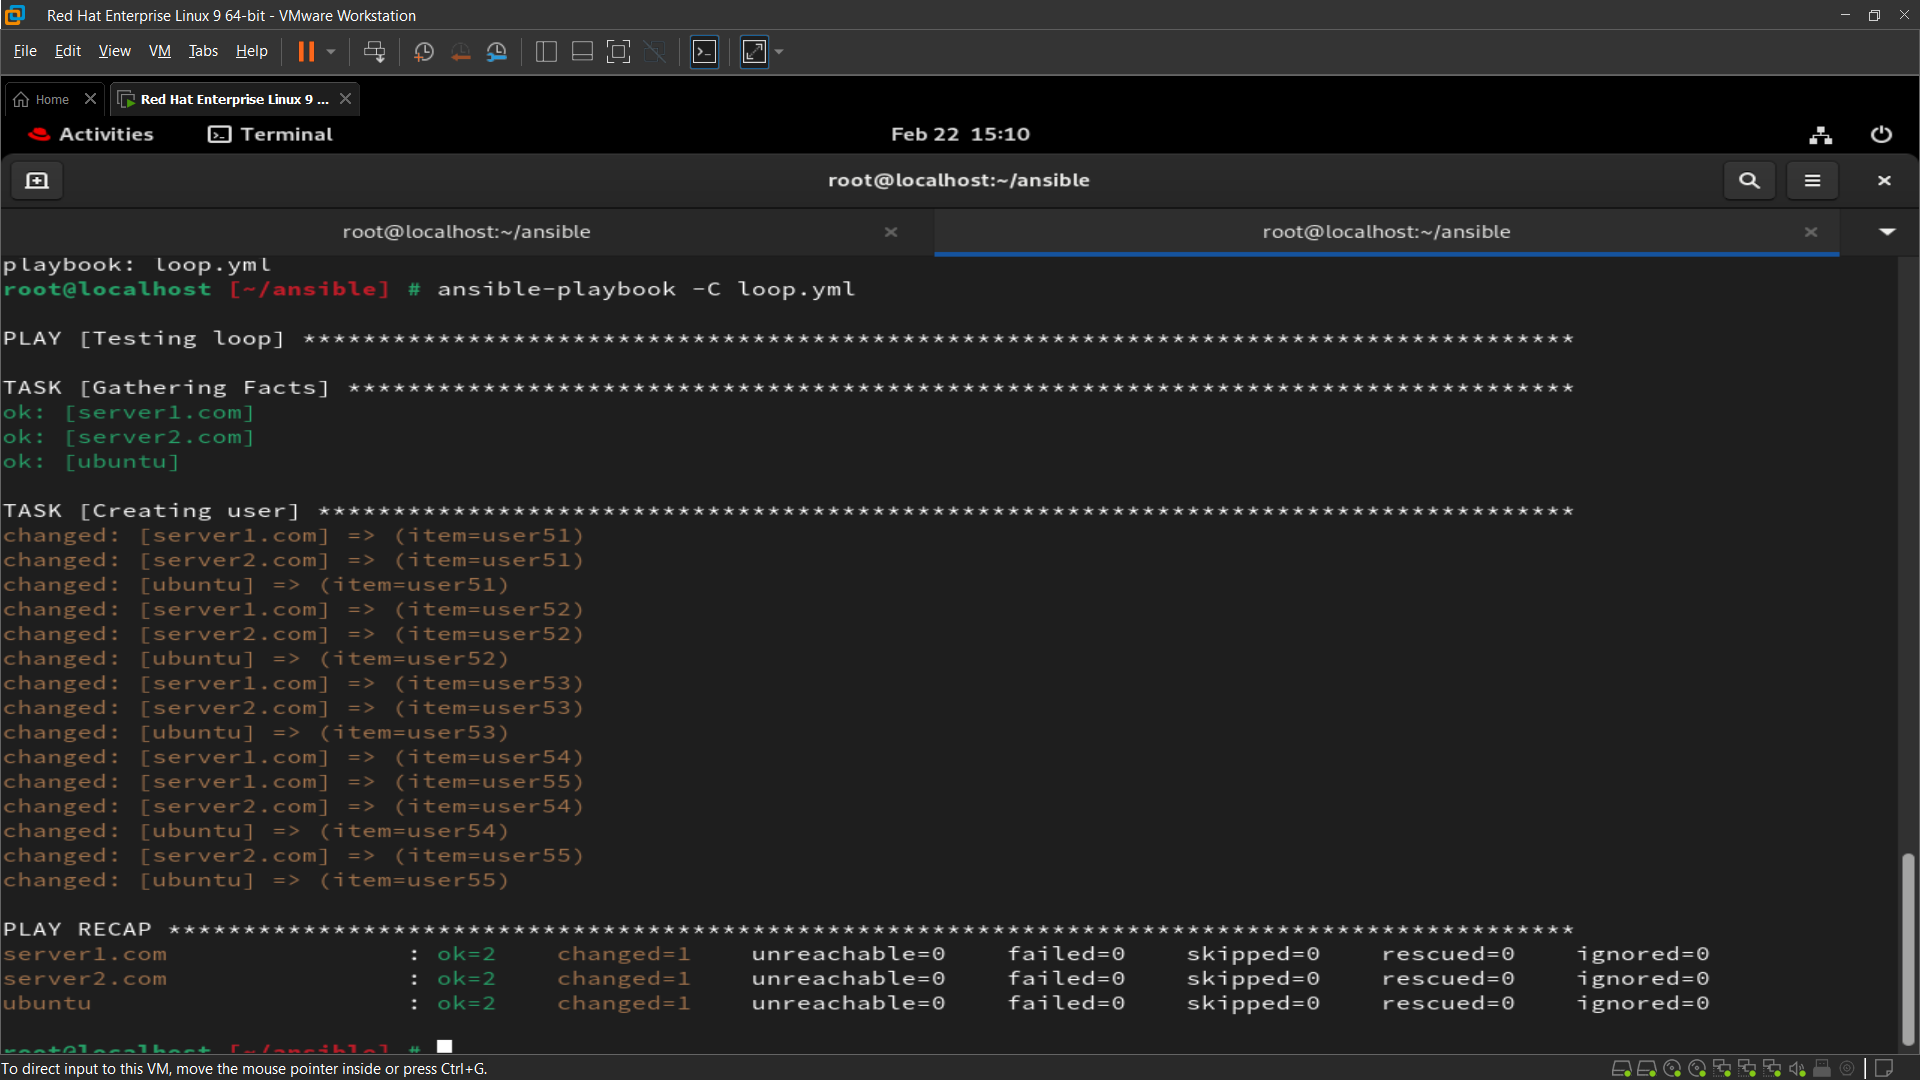 Red Hat Enterprise Linux 9 64-bit - VMware Workstation
File Edit View VM Tabs Help
Home Red Hat Enterprise Linux 9 ...
Activities Terminal Feb 22 15:10
root@localhost:~/ansible
root@localhost:~/ansible root@localhost:~/ansible
playbook: loop.yml
root@localhost [~/ansible] # ansible-playbook -C loop.yml
PLAY [Testing loop] *************************************************************************************
TASK [Gathering Facts] **********************************************************************************
ok: [server1.com]
ok: [server2.com]
ok: [ubuntu]
TASK [Creating user] ************************************************************************************
changed: [server1.com] => (item=user51)
changed: [server2.com] => (item=user51)
changed: [ubuntu] => (item=user51)
changed: [server1.com] => (item=user52)
changed: [server2.com] => (item=user52)
changed: [ubuntu] => (item=user52)
changed: [server1.com] => (item=user53)
changed: [server2.com] => (item=user53)
changed: [ubuntu] => (item=user53)
changed: [server1.com] => (item=user54)
changed: [server1.com] => (item=user55)
changed: [server2.com] => (item=user54)
changed: [ubuntu] => (item=user54)
changed: [server2.com] => (item=user55)
changed: [ubuntu] => (item=user55)
PLAY RECAP **********************************************************************************************
server1.com : ok=2 changed=1 unreachable=0 failed=0 skipped=0 rescued=0 ignored=0
server2.com : ok=2 changed=1 unreachable=0 failed=0 skipped=0 rescued=0 ignored=0
ubuntu : ok=2 changed=1 unreachable=0 failed=0 skipped=0 rescued=0 ignored=0
root@localhost [~/ansible] #
To direct input to this VM, move the mouse pointer inside or press Ctrl+G.